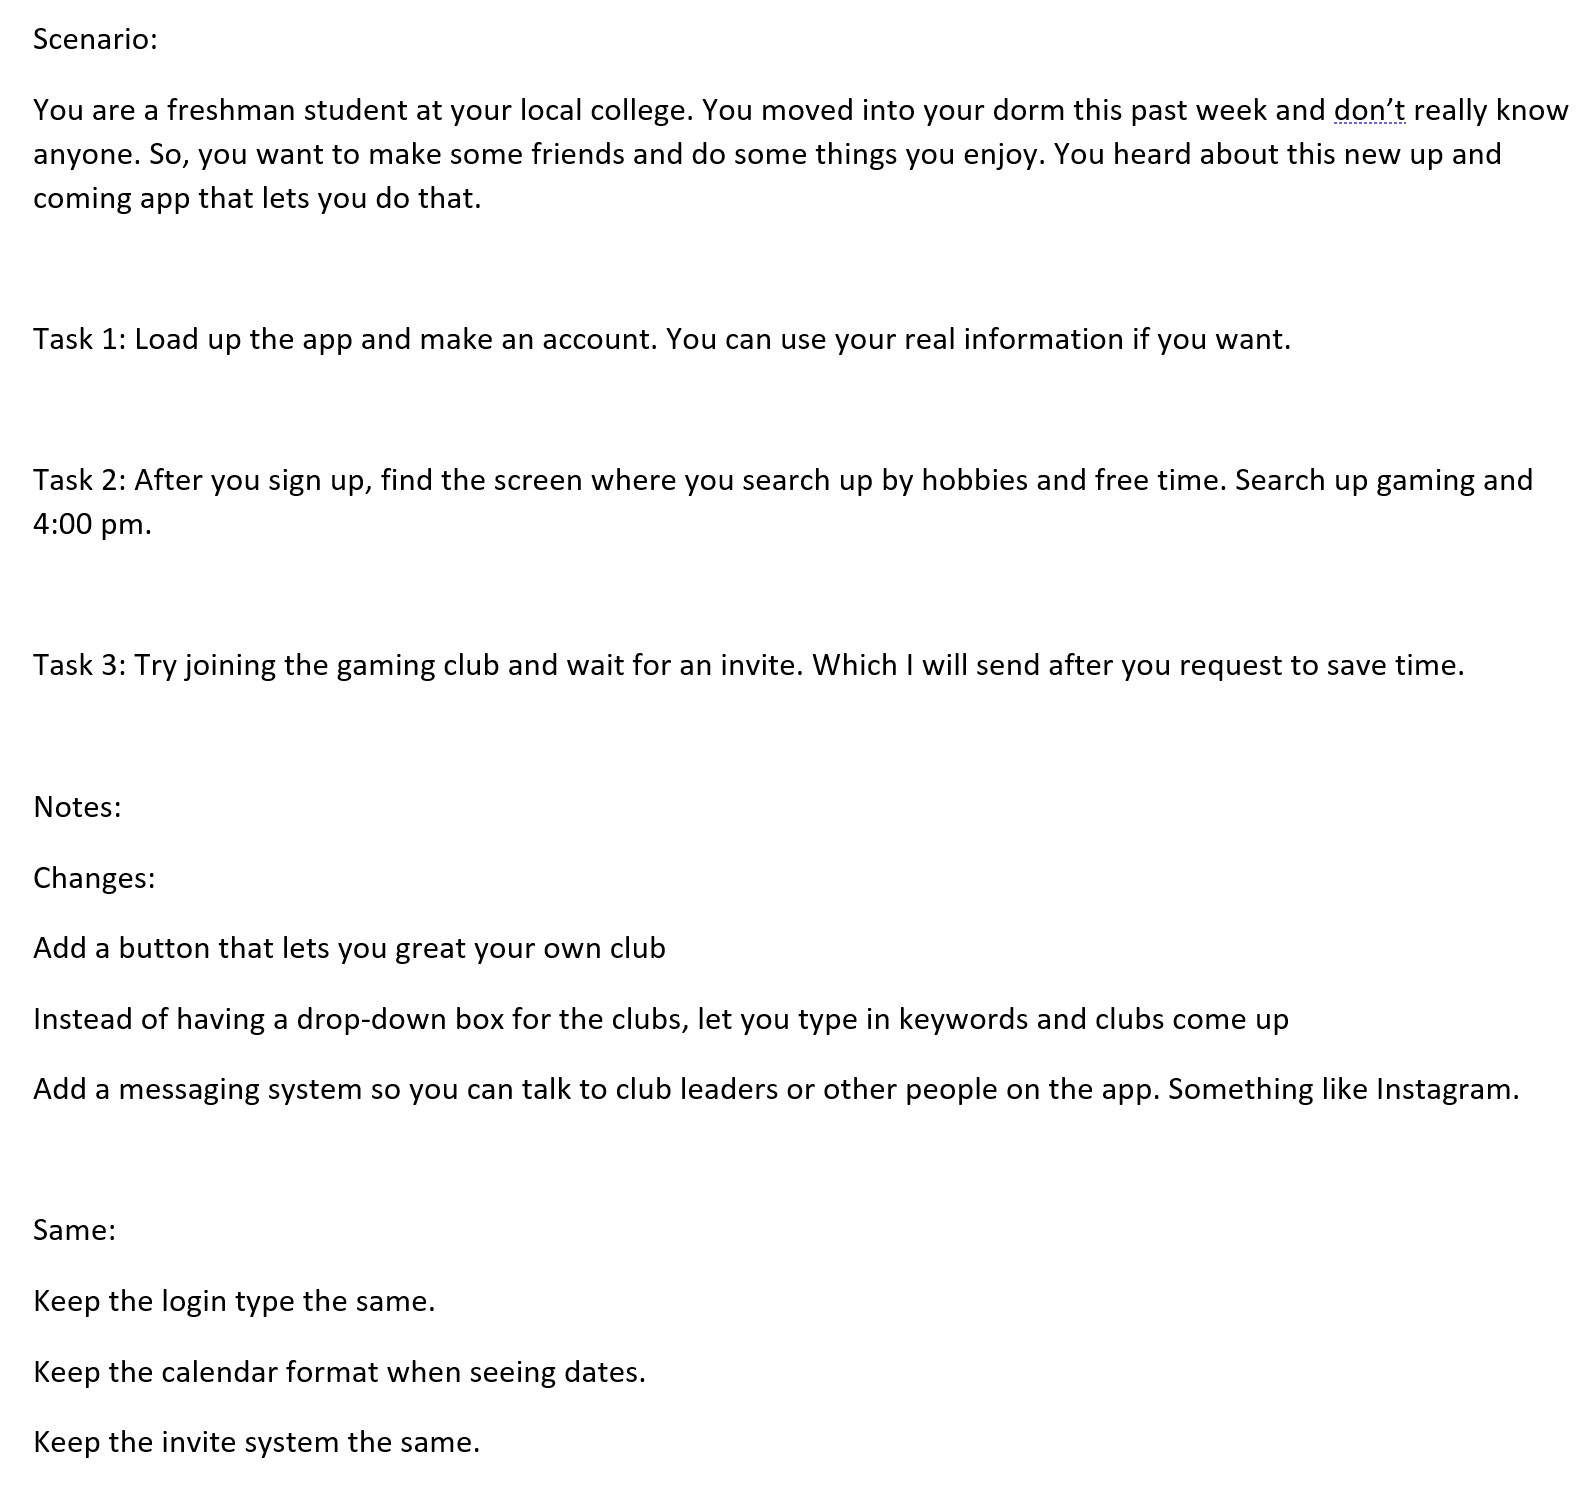 Scenario:
You are a freshman student at your local college. You moved into your dorm this past week and don’t really know
anyone. So, you want to make some friends and do some things you enjoy. You heard about this new up and
coming app that lets you do that.
Task 1: Load up the app and make an account. You can use your real information if you want.
Task 2: After you sign up, find the screen where you search up by hobbies and free time. Search up gaming and
4:00 pm.
Task 3: Try joining the gaming club and wait for an invite. Which I will send after you request to save time.
Notes:
Changes:
Add a button that lets you great your own club
Instead of having a drop-down box for the clubs, let you type in keywords and clubs come up
Add a messaging system so you can talk to club leaders or other people on the app. Something like Instagram.
Same:
Keep the login type the same.
Keep the calendar format when seeing dates.
Keep the invite system the same.